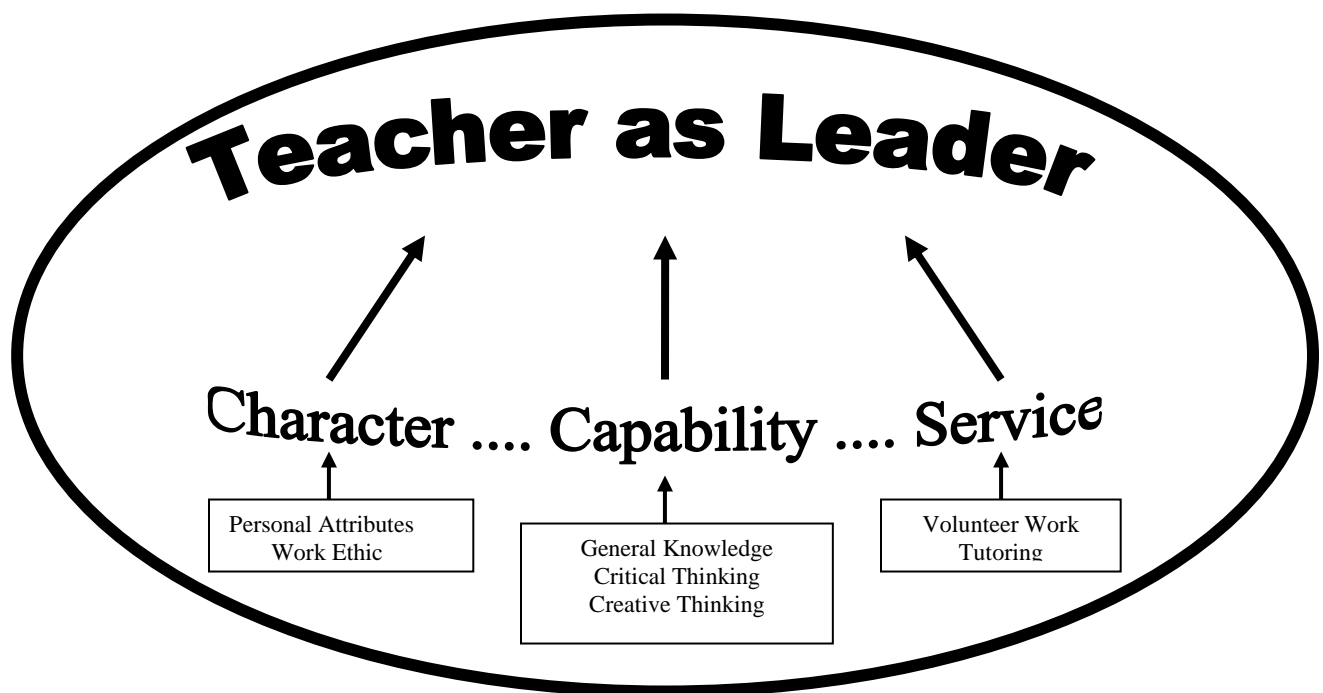 Teacher as Leader
Character .... Capability .... Service
Personal Attributes
Work Ethic
General Knowledge
Critical Thinking
Creative Thinking
Volunteer Work
Tutoring